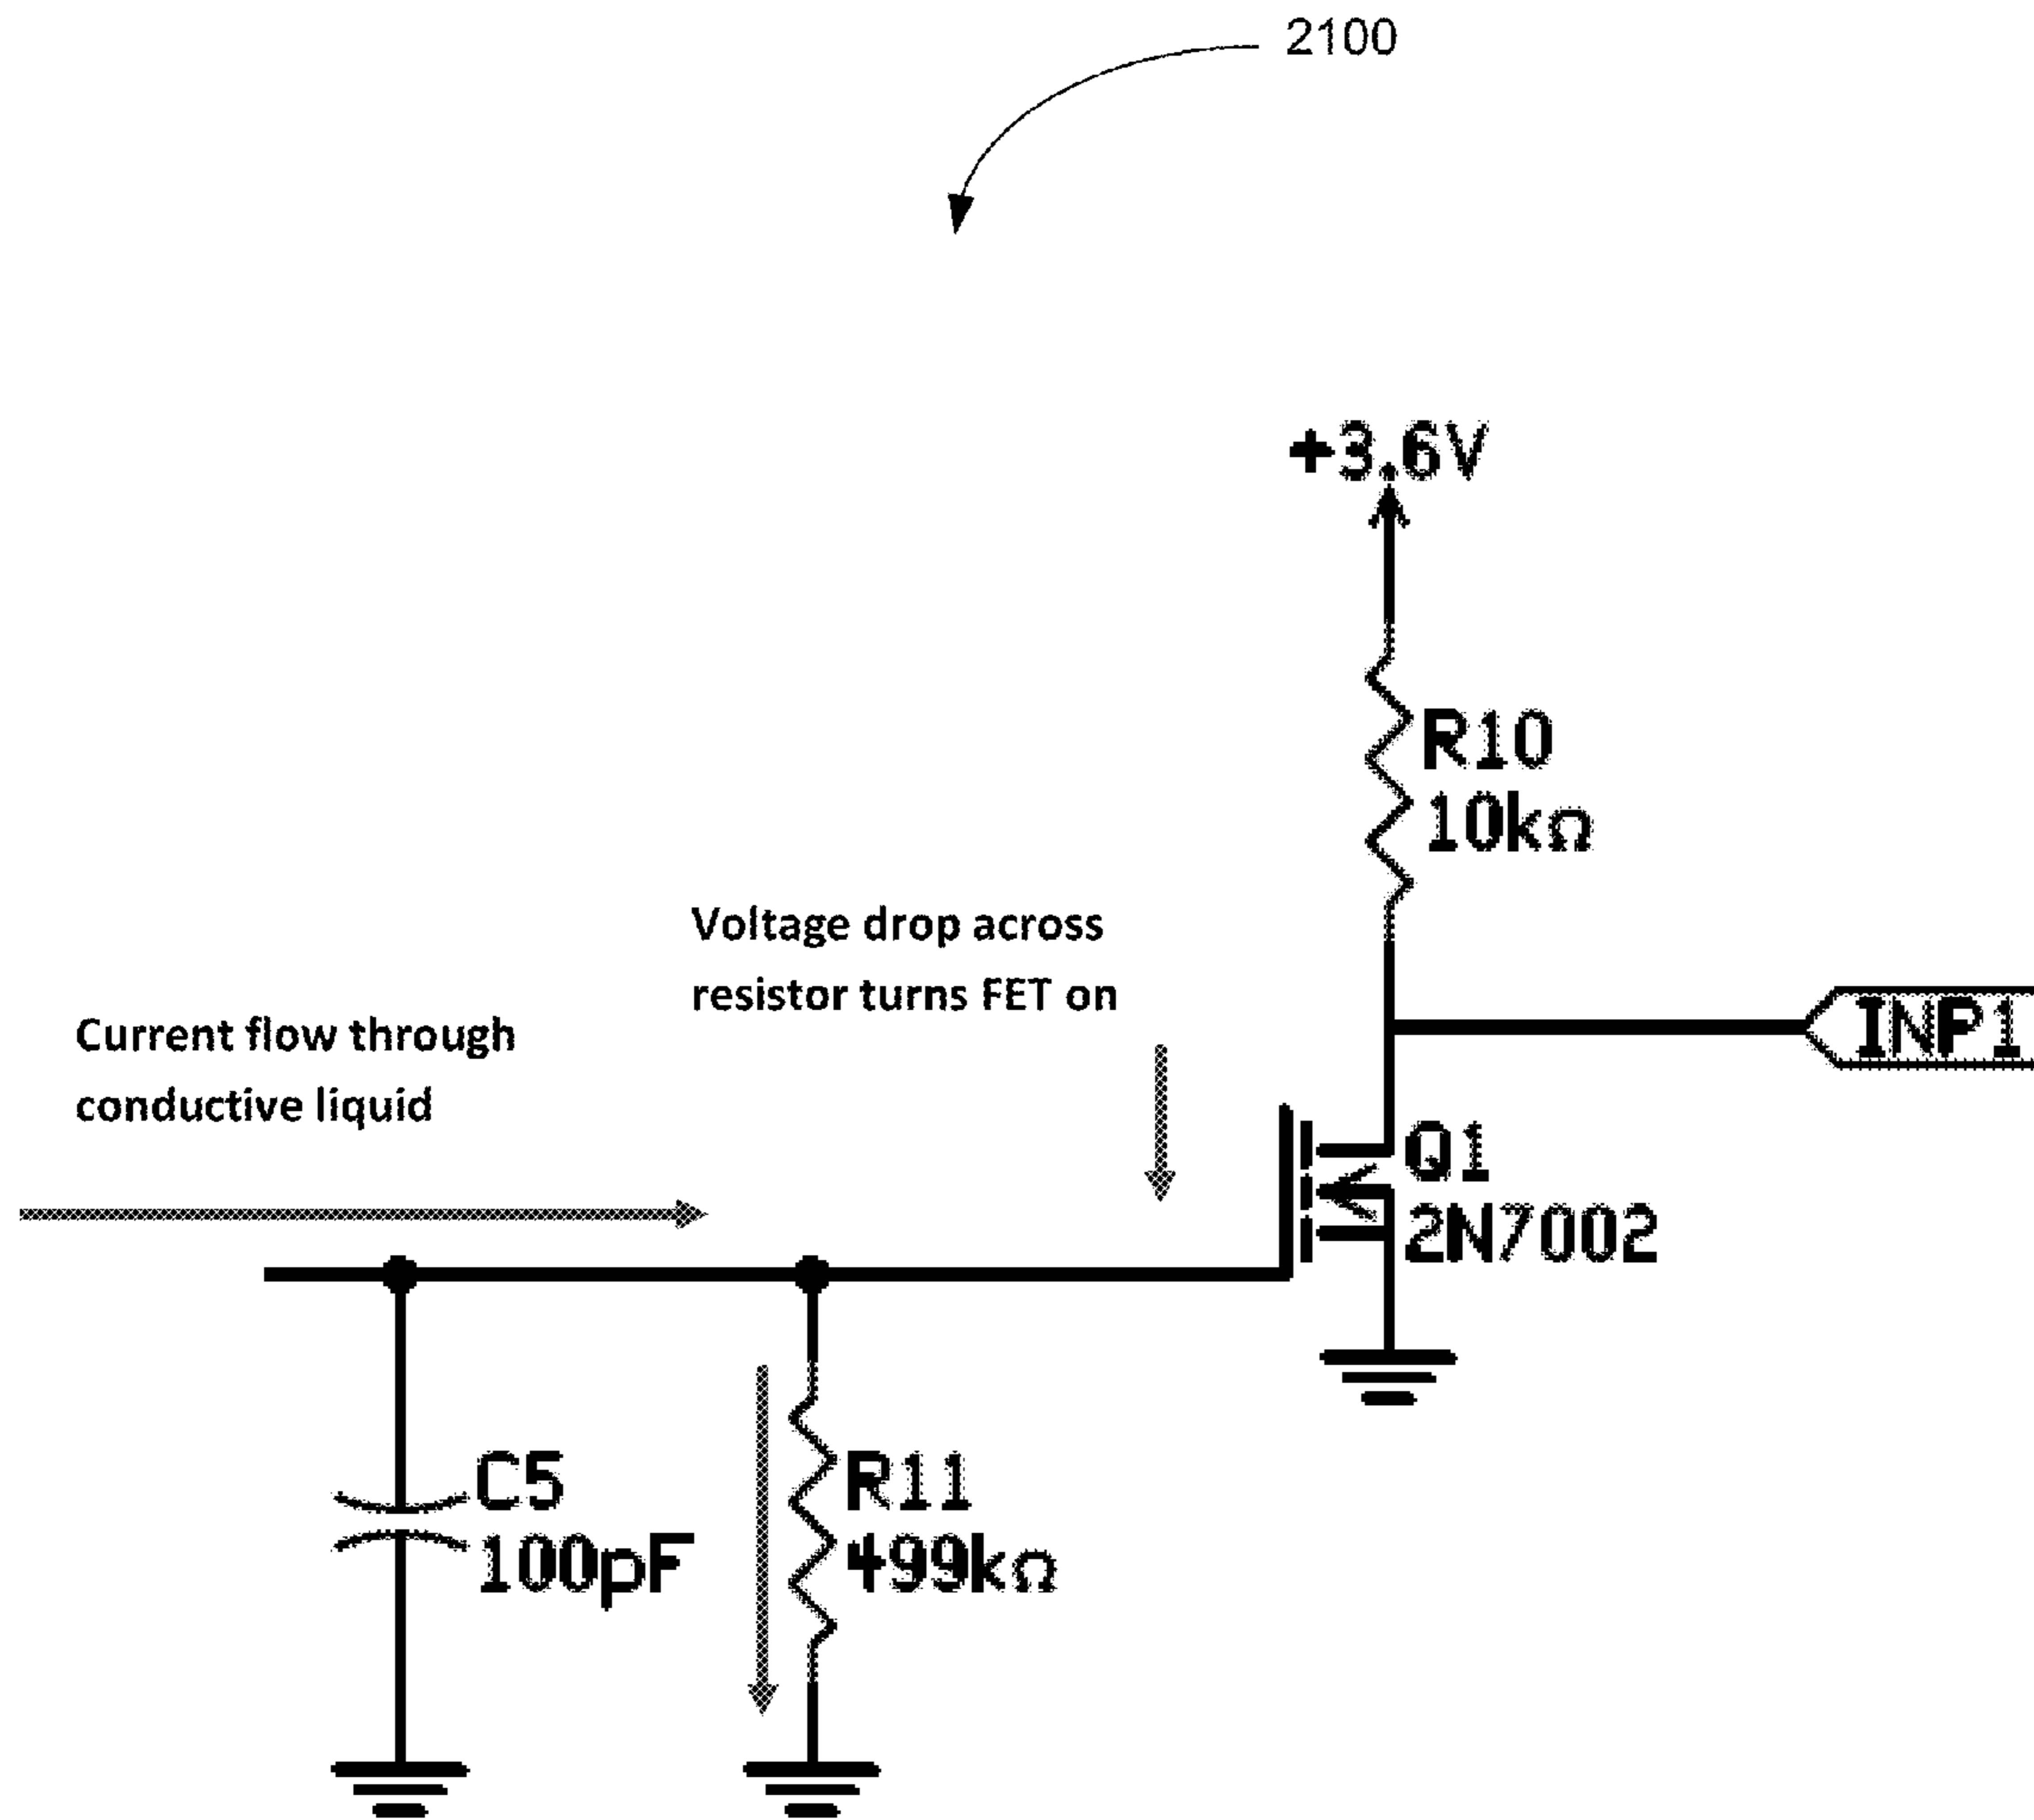 2100
+3.6V
R10
10kΩ
Voltage drop across
resistor turns FET on
Current flow through
conductive liquid
INP1
Q1
2N7002
C5
100pF
R11
499kΩ